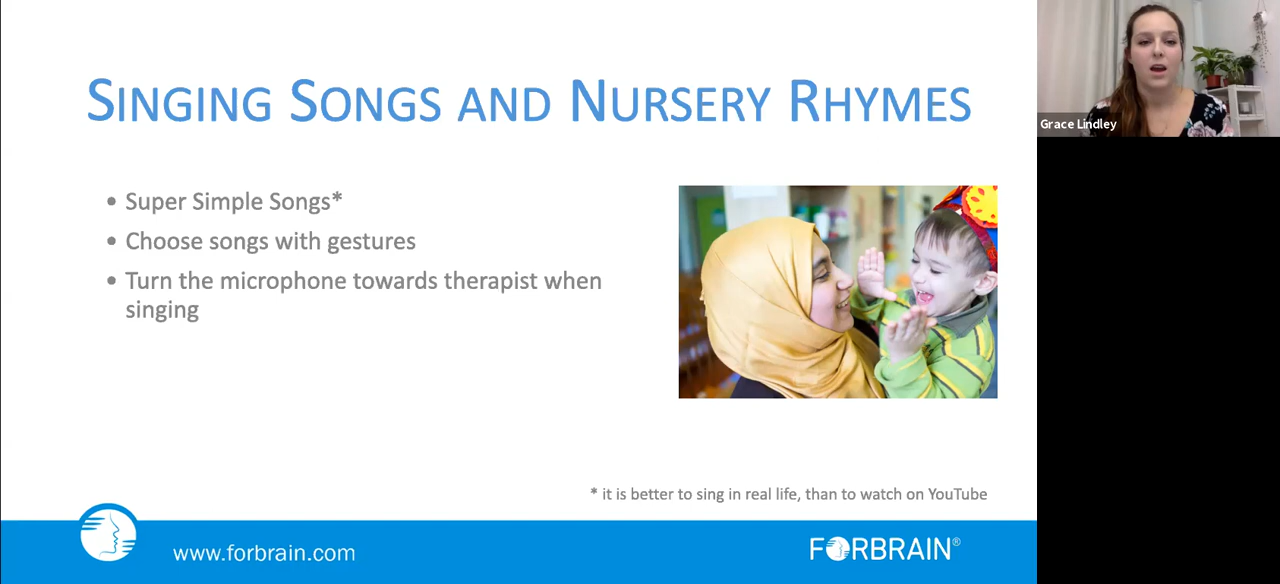 SINGING SONGS AND NURSERY RHYMES
Grace Lindley
• Super Simple Songs*
• Choose songs with gestures
• Turn the microphone towards therapist when
singing
* it is better to sing in real life, than to watch on YouTube
www.forbrain.com
FORBRAIN®